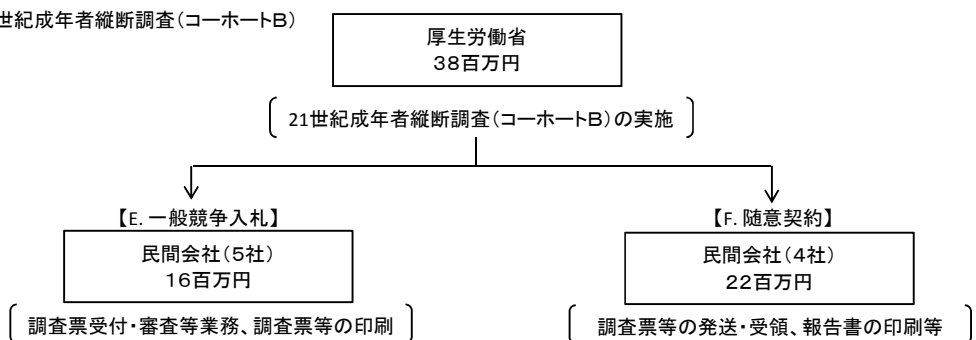 世紀成年者縦断調査(コーホートB)
厚生労働省
38百万円
21世紀成年者縦断調査(コーホートB)の実施
【E. 一般競争入札】
【F. 随意契約】
民間会社(5社)
16百万円
民間会社(4社)
22百万円
調査票受付・審査等業務、調査票等の印刷
調査票等の発送・受領、報告書の印刷等